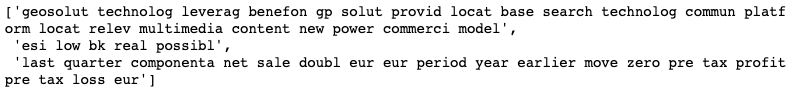 ['geosolut technolog leverag benefon gp solut provid locat base search technolog commun platf
orm locat relev multimedia content new power commerci model',
 'esi low bk real possibl',
 'last quarter componenta net sale doubl eur eur period year earlier move zero pre tax profit
pre tax loss eur']